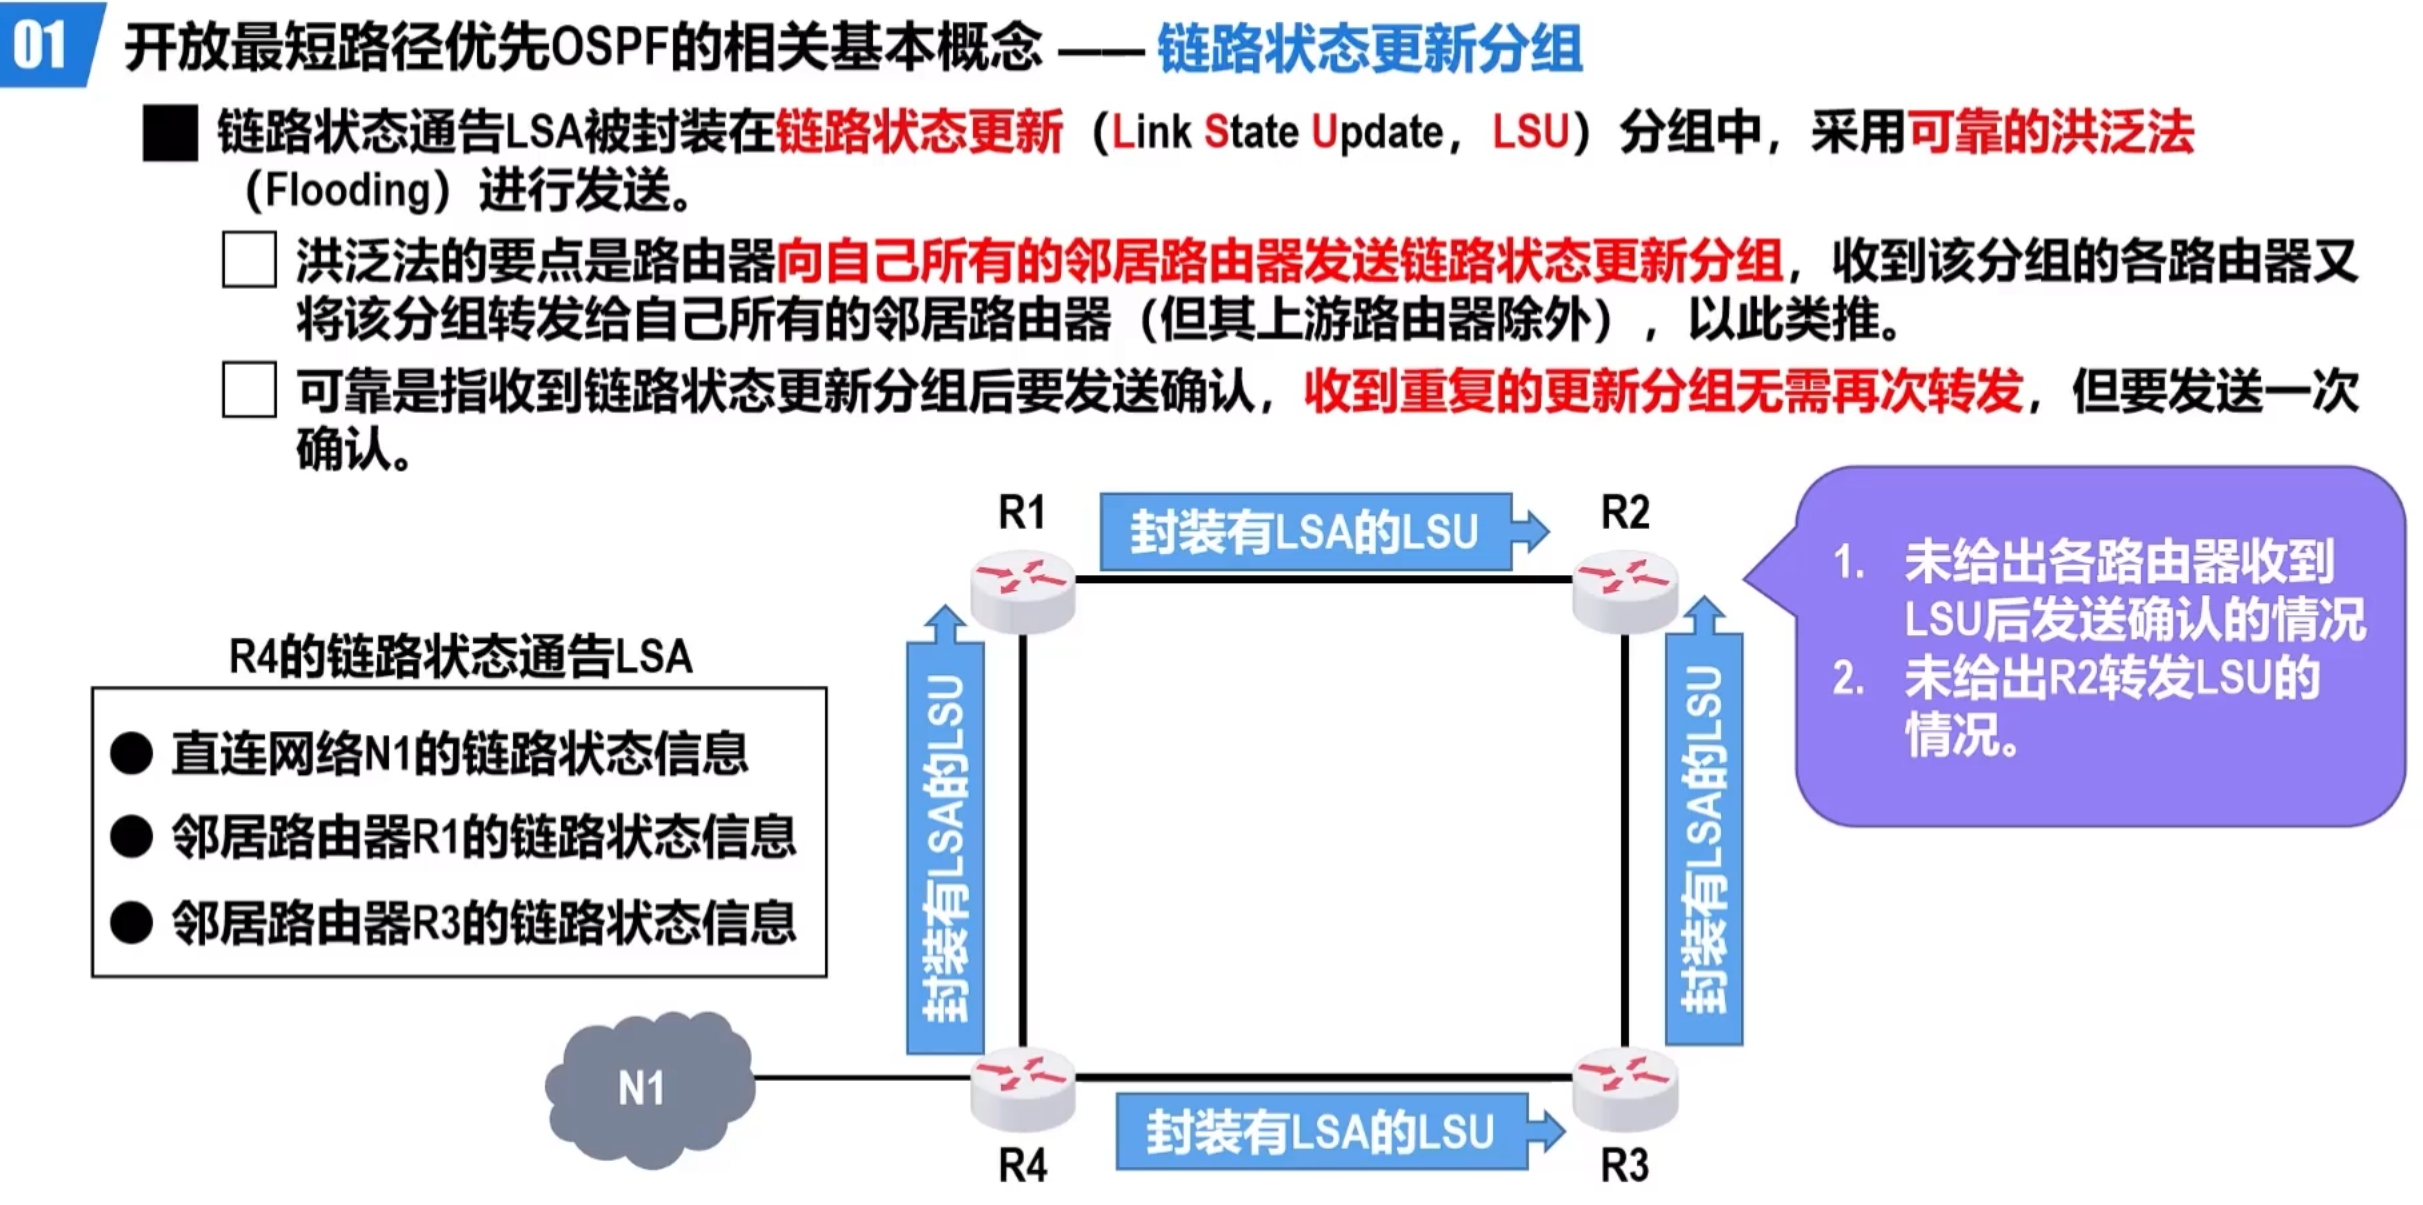 01 开放最短路径优先OSPF的相关基本概念 —— 链路状态更新分组
链路状态通告LSA被封装在链路状态更新（Link State Update，LSU）分组中，采用可靠的洪泛法
（Flooding）进行发送。
洪泛法的要点是路由器向自己所有的邻居路由器发送链路状态更新分组，收到该分组的各路由器又
将该分组转发给自己所有的邻居路由器（但其上游路由器除外），以此类推。
可靠是指收到链路状态更新分组后要发送确认，收到重复的更新分组无需再次转发，但要发送一次
确认。
R1
封装有LSA的LSU
R2
1. 未给出各路由器收到
LSU后发送确认的情况
2. 未给出R2转发LSU的
情况。
R4的链路状态通告LSA
直连网络N1的链路状态信息
邻居路由器R1的链路状态信息
邻居路由器R3的链路状态信息
封装有LSA的LSU
封装有LSA的LSU
N1
封装有LSA的LSU
R4
R3